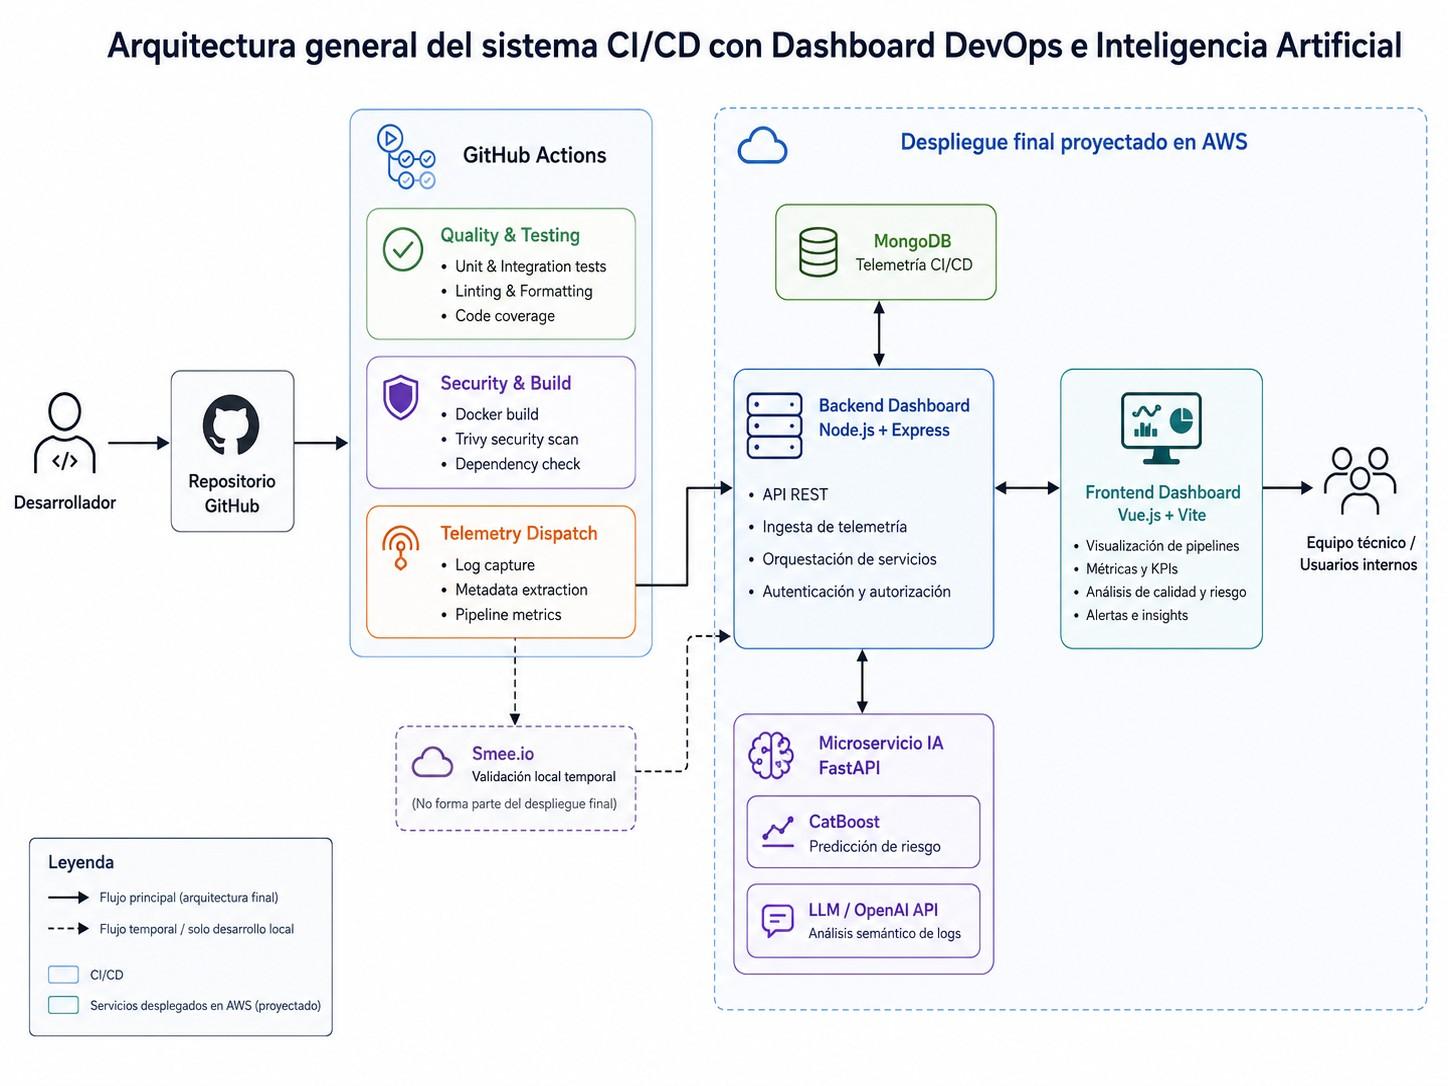 Arquitectura general del sistema CI/CD con Dashboard DevOps e Inteligencia Artificial
Desarrollador
Repositorio
GitHub
GitHub Actions
Quality & Testing
• Unit & Integration tests
• Linting & Formatting
• Code coverage
Security & Build
• Docker build
• Trivy security scan
• Dependency check
Telemetry Dispatch
• Log capture
• Metadata extraction
• Pipeline metrics
Smee.io
Validación local temporal
(No forma parte del despliegue final)
Despliegue final proyectado en AWS
MongoDB
Telemetría CI/CD
Backend Dashboard
Node.js + Express
• API REST
• Ingesta de telemetría
• Orquestación de servicios
• Autenticación y autorización
Frontend Dashboard
Vue.js + Vite
• Visualización de pipelines
• Métricas y KPIs
• Análisis de calidad y riesgo
• Alertas e insights
Equipo técnico /
Usuarios internos
Microservicio IA
FastAPI
CatBoost
Predicción de riesgo
LLM / OpenAI API
Análisis semántico de logs
Leyenda
Flujo principal (arquitectura final)
Flujo temporal / solo desarrollo local
CI/CD
Servicios desplegados en AWS (proyectado)